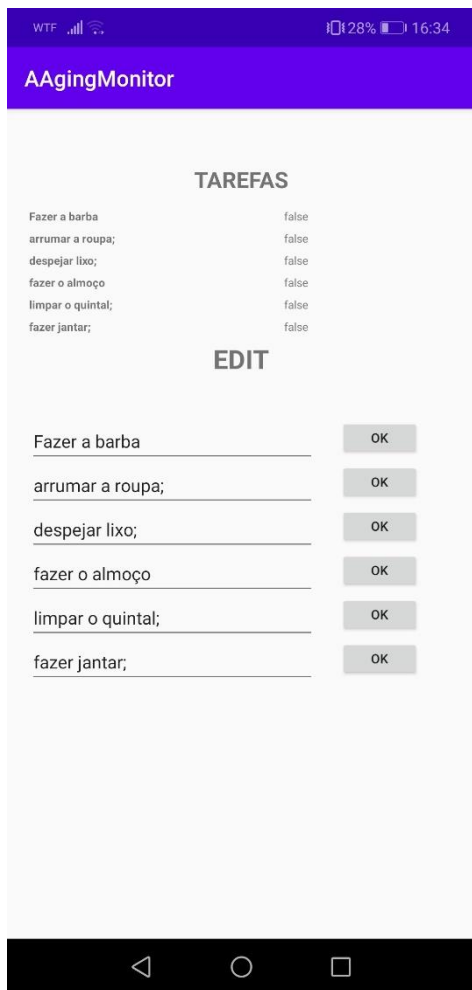 WTF 28% 16:34
AAgingMonitor
TAREFAS
Fazer a barba false
arrumar a roupa; false
despejar lixo; false
fazer o almoço false
limpar o quintal; false
fazer jantar; false
EDIT
Fazer a barba OK
arrumar a roupa; OK
despejar lixo; OK
fazer o almoço OK
limpar o quintal; OK
fazer jantar; OK